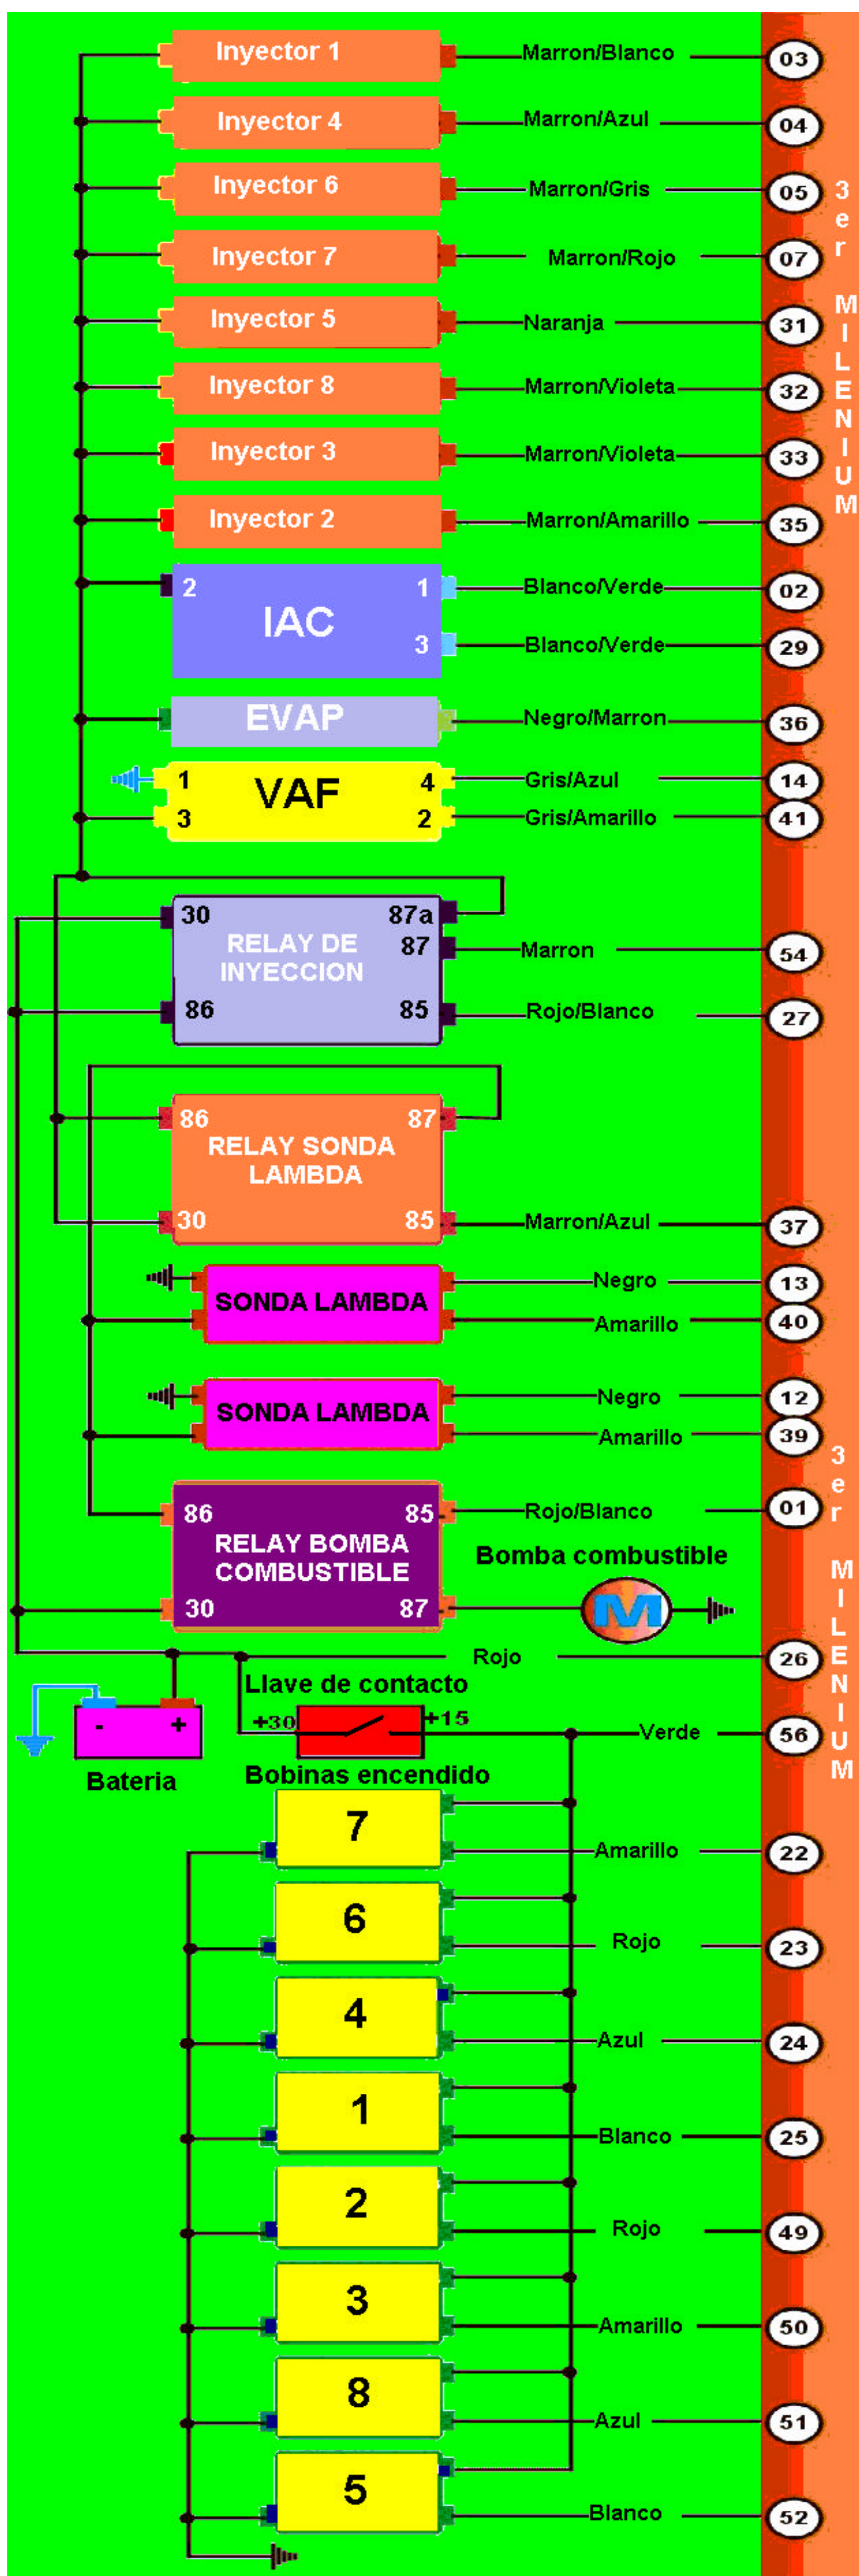 Inyector 1 Marron/Blanco 03
Inyector 4 Marron/Azul 04
Inyector 6 Marron/Gris 05
Inyector 7 Marron/Rojo 07
Inyector 5 Naranja 31
Inyector 8 Marron/Violeta 32
Inyector 3 Marron/Violeta 33
Inyector 2 Marron/Amarillo 35
3er MILENIUM
2 IAC 1 Blanco/Verde 02
3 Blanco/Verde 29
EVAP Negro/Marron 36
1 VAF 4 Gris/Azul 14
3 2 Gris/Amarillo 41
30 87a
RELAY DE INYECCION
87 Marron 54
86 85 Rojo/Blanco 27
86 87
RELAY SONDA
LAMBDA
30 85 Marron/Azul 37
SONDA LAMBDA
Negro 13
Amarillo 40
SONDA LAMBDA
Negro 12
Amarillo 39
86 85 Rojo/Blanco 01
RELAY BOMBA
COMBUSTIBLE
30 87
Bomba combustible
M
3er MILENIUM
Rojo 26
Llave de contacto
+30 +15 Verde 56
- +
Bateria
Bobinas encendido
7 Amarillo 22
6 Rojo 23
4 Azul 24
1 Blanco 25
2 Rojo 49
3 Amarillo 50
8 Azul 51
5 Blanco 52